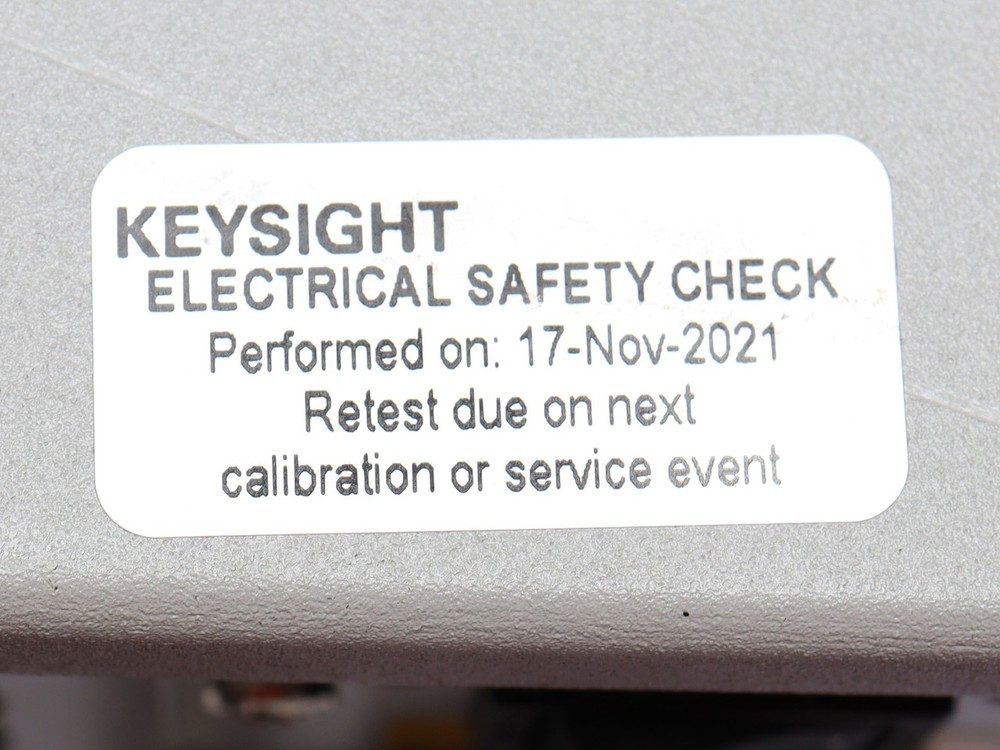 KEYSIGHT
ELECTRICAL SAFETY CHECK
Performed on: 17-Nov-2021
Retest due on next
calibration or service event